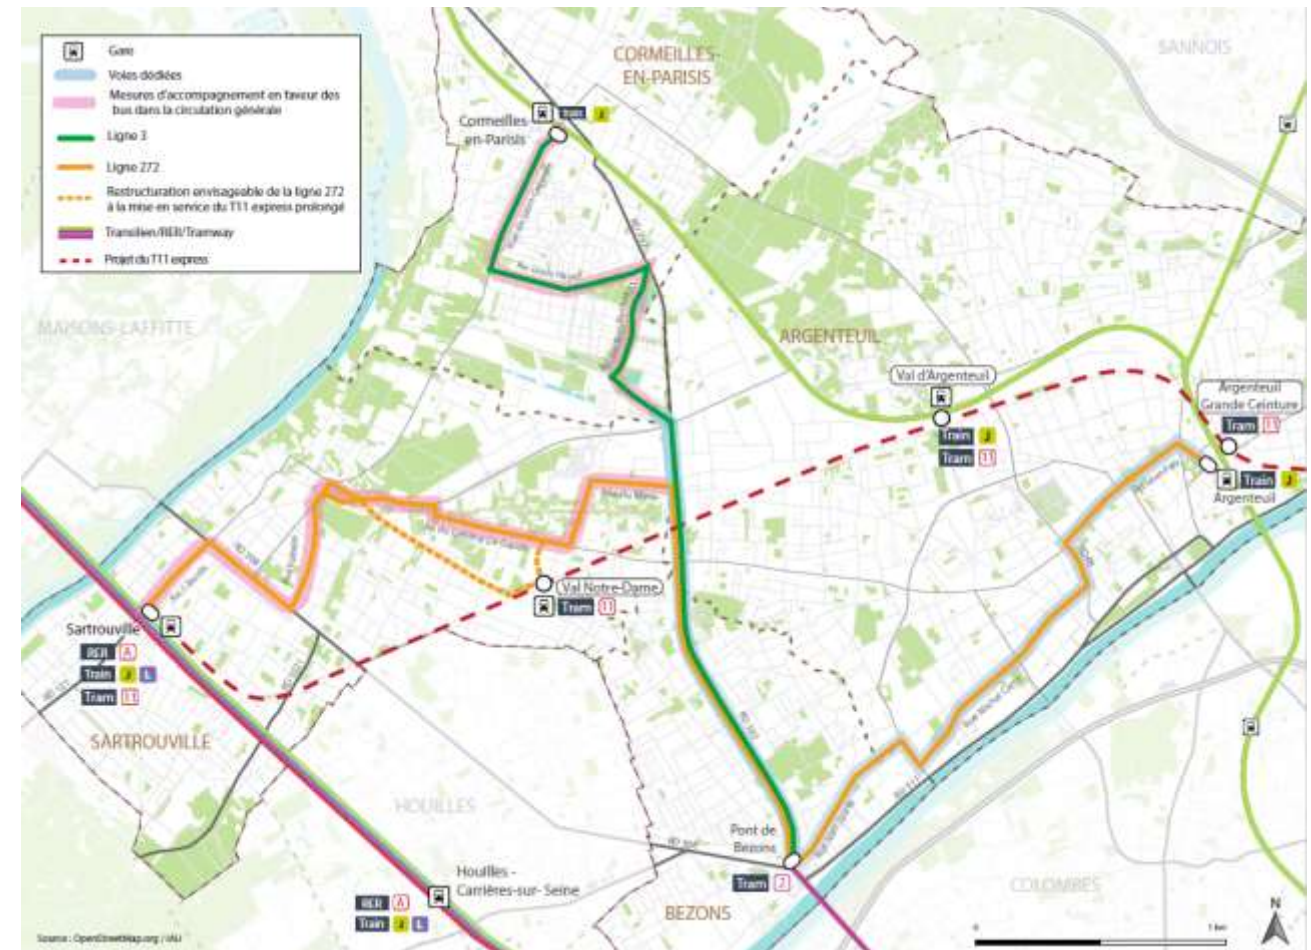 Gare
Voies dédiées
Mesures d'accompagnement en faveur des
bus dans la circulation générale
Ligne 3
Ligne 272
Restructuration envisageable de la ligne 272
à la mise en service du T11 express prolongé
Transilien/RER/Tramway
Projet du T11 express
CORMEILLES-
EN-PARISIS
SANNOIS
Cormeilles-
en-Parisis
Train J
MAISONS-LAFFITTE
ARGENTEUIL
Val d'Argenteuil
Train J
Tram 11
Argenteuil
Grande Ceinture
Tram 11
Train J
Argenteuil
Val Notre-Dame
Tram 11
Sartrouville
RER A
Train J L
Tram 11
SARTROUVILLE
HOUILLES
Houilles -
Carrières-sur-Seine
RER A
Train J L
Pont de
Bezons
Tram 2
BEZONS
COLOMBES
N
0 1 km
Source : OpenStreetMap.org / IAU